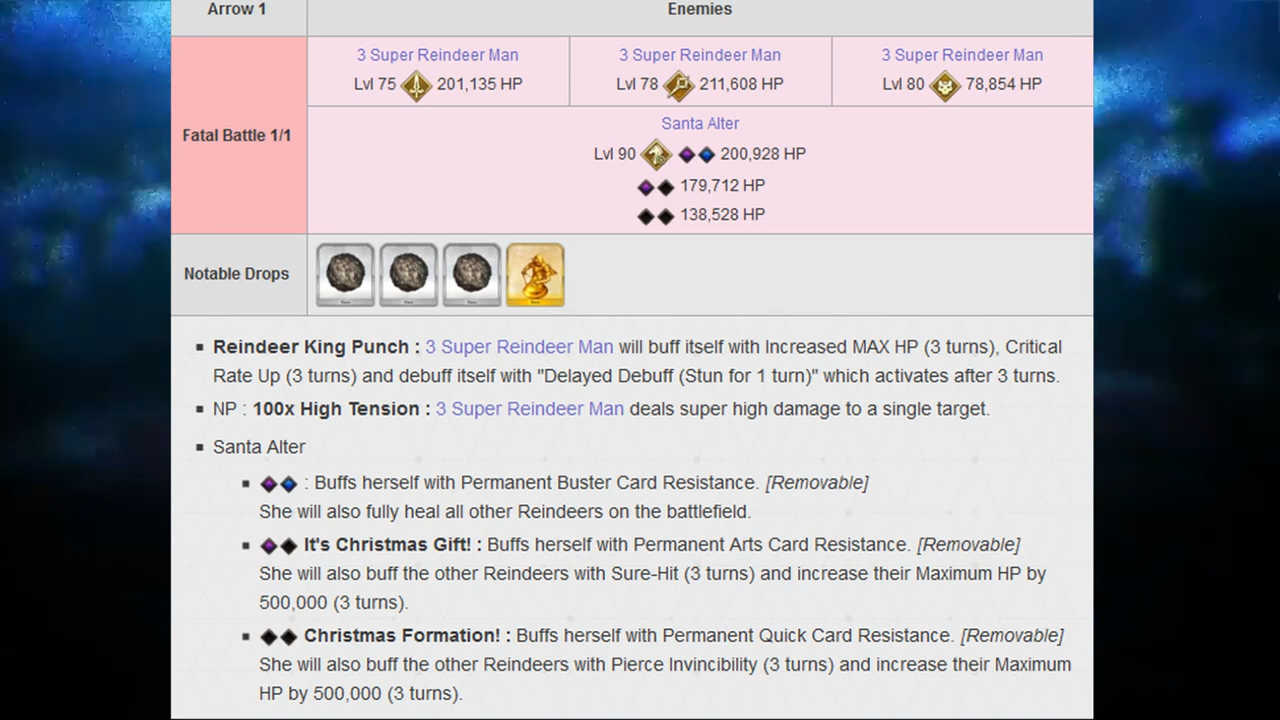 Arrow 1 Enemies
3 Super Reindeer Man 3 Super Reindeer Man 3 Super Reindeer Man
Lvl 75 201,135 HP Lvl 78 211,608 HP Lvl 80 78,854 HP
Fatal Battle 1/1
Santa Alter
Lvl 90 200,928 HP
179,712 HP
138,528 HP
Notable Drops
Reindeer King Punch : 3 Super Reindeer Man will buff itself with Increased MAX HP (3 turns), Critical
Rate Up (3 turns) and debuff itself with "Delayed Debuff (Stun for 1 turn)" which activates after 3 turns.
NP : 100x High Tension : 3 Super Reindeer Man deals super high damage to a single target.
Santa Alter
: Buffs herself with Permanent Buster Card Resistance. [Removable]
She will also fully heal all other Reindeers on the battlefield.
It's Christmas Gift! : Buffs herself with Permanent Arts Card Resistance. [Removable]
She will also buff the other Reindeers with Sure-Hit (3 turns) and increase their Maximum HP by
500,000 (3 turns).
Christmas Formation! : Buffs herself with Permanent Quick Card Resistance. [Removable]
She will also buff the other Reindeers with Pierce Invincibility (3 turns) and increase their Maximum
HP by 500,000 (3 turns).